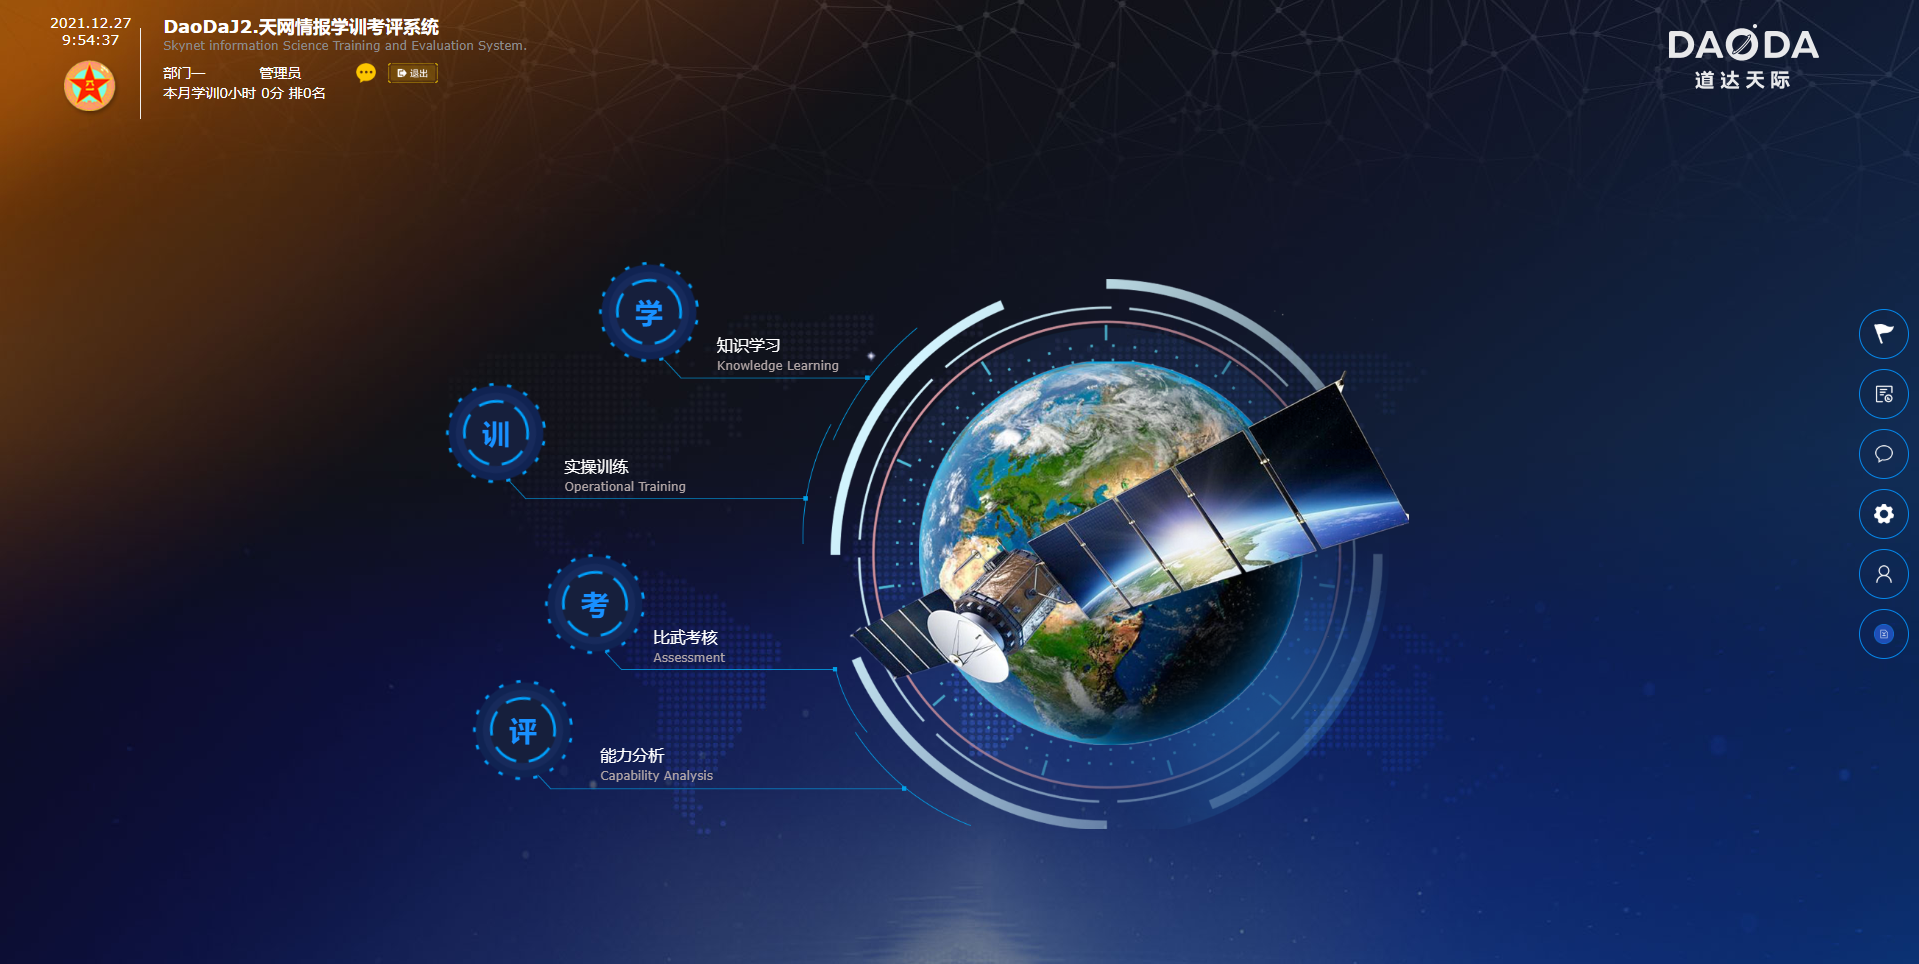 2021.12.27
9:54:37
DaoDaJ2.天网情报学训考评系统
Skynet information Science Training and Evaluation System.
部门一 管理员 退出
本月学训0小时 0分 排0名
DAODA
道达天际
学
知识学习
Knowledge Learning
训
实操训练
Operational Training
考
比武考核
Assessment
评
能力分析
Capability Analysis